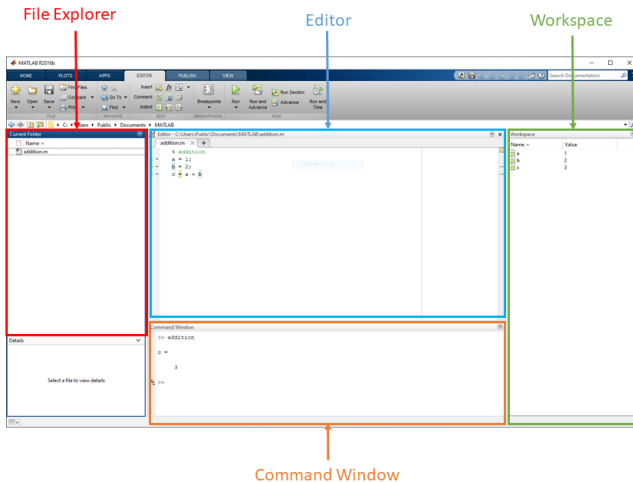 File Explorer
Editor
Workspace
MATLAB R2016b
HOME PLOTS APPS EDITOR PUBLISH VIEW
Search Documentation
New Open Save
Find Files
Compare
Print
Go To
Find
Insert
Comment
Indent
Breakpoints
Run
Run and Advance
Run Section
Advance
Run and Time
FILE NAVIGATE EDIT BREAKPOINTS RUN
C: Users Public Documents MATLAB
Current Folder
Name
addition.m
Editor - C:\Users\Public\Documents\MATLAB\addition.m
addition.m
% addition
a = 1;
b = 2;
c = a + b
Workspace
Name Value
a 1
b 2
c 3
Details
Select a file to view details
Command Window
>> addition
c =
3
>>
Command Window